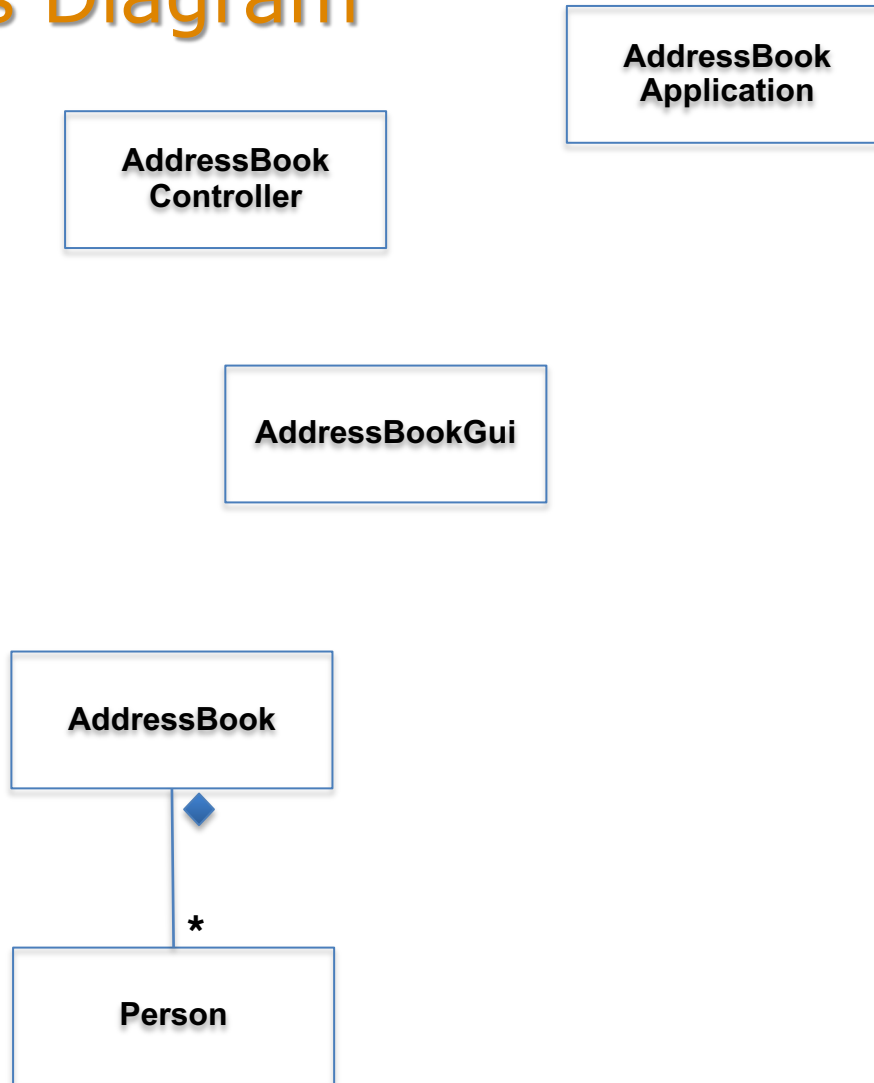 s Diagram
AddressBook
Application
AddressBook
Controller
AddressBookGui
AddressBook
*
Person